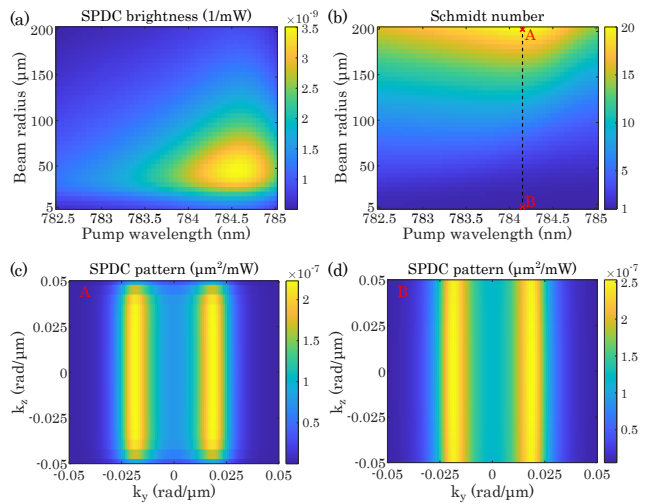 (a) SPDC brightness (1/mW)
×10⁻⁹
200
150
100
50
5
Beam radius (µm)
782.5 783 783.5 784 784.5 785
Pump wavelength (nm)
3.5
3
2.5
2
1.5
1
(b) Schmidt number
A
B
200
150
100
50
5
Beam radius (µm)
782.5 783 783.5 784 784.5 785
Pump wavelength (nm)
20
15
10
5
1
(c) SPDC pattern (µm²/mW)
×10⁻⁷
A
0.05
0.025
0
-0.025
-0.05
k_z (rad/µm)
-0.05 -0.025 0 0.025 0.05
k_y (rad/µm)
2
1.5
1
0.5
(d) SPDC pattern (µm²/mW)
×10⁻⁷
B
0.05
0.025
0
-0.025
-0.05
k_z (rad/µm)
-0.05 -0.025 0 0.025 0.05
k_y (rad/µm)
2.5
2
1.5
1
0.5